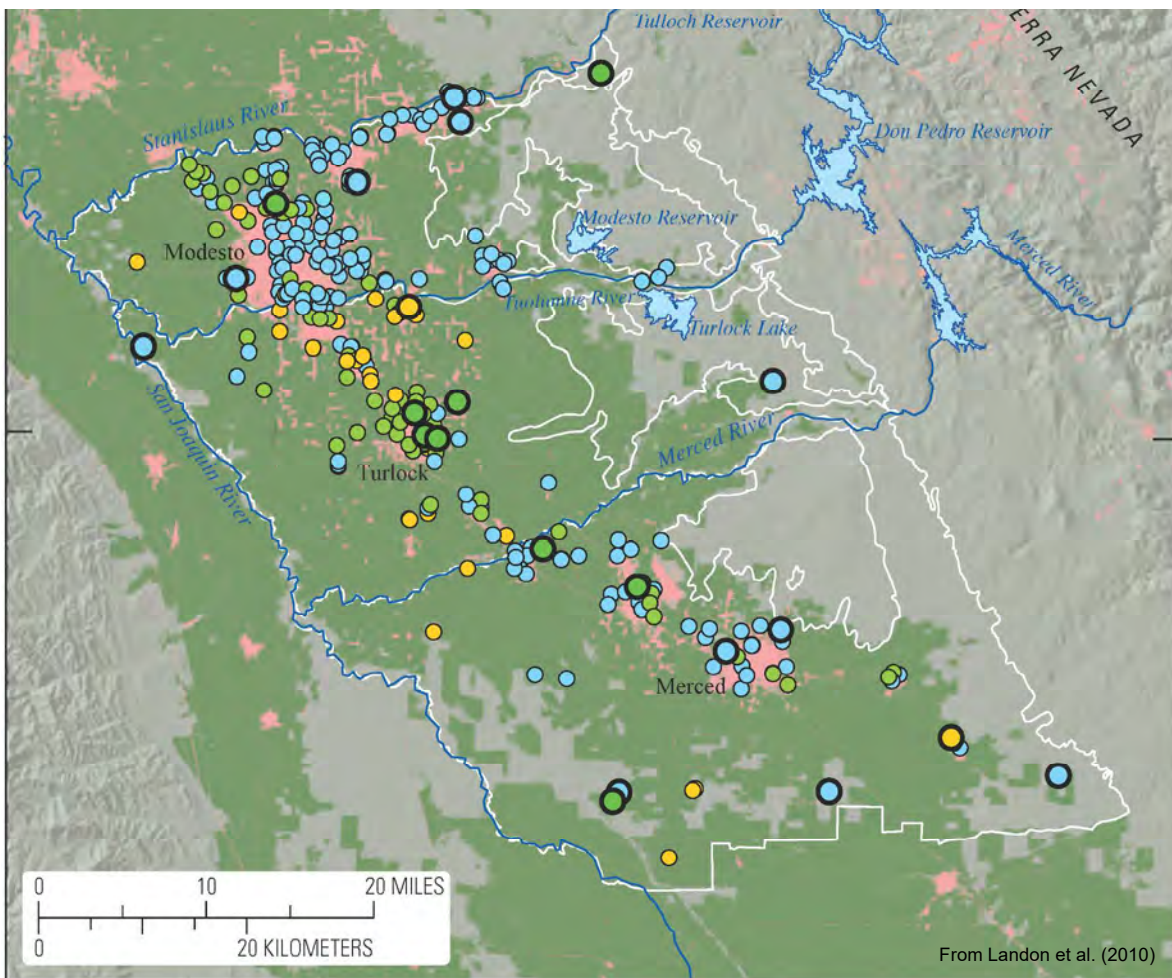 Tulloch Reservoir
ERRA NEVADA
Stanislaus River
Don Pedro Reservoir
Modesto Reservoir
Modesto
Merced River
Tuolumne River
Turlock Lake
San Joaquin River
Merced River
Turlock
Merced
0 10 20 MILES
0 20 KILOMETERS
From Landon et al. (2010)